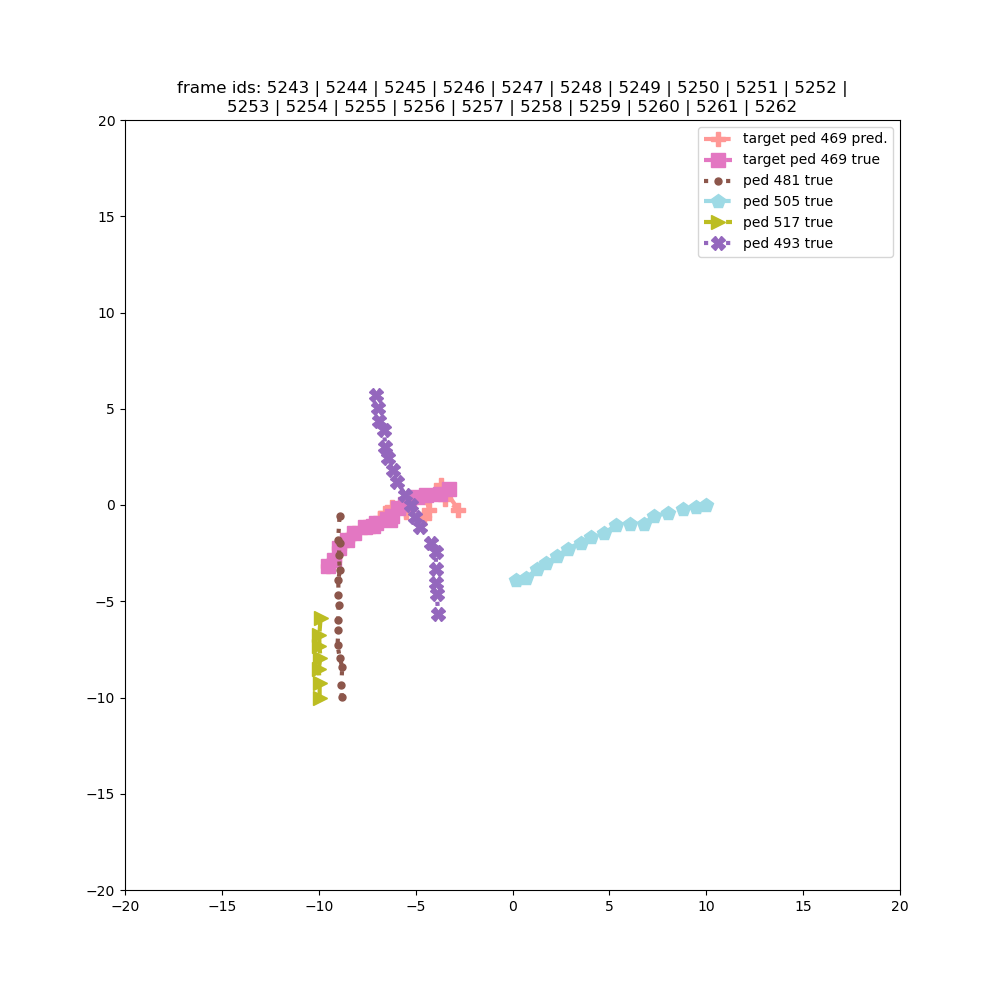 frame ids: 5243 | 5244 | 5245 | 5246 | 5247 | 5248 | 5249 | 5250 | 5251 | 5252 |
5253 | 5254 | 5255 | 5256 | 5257 | 5258 | 5259 | 5260 | 5261 | 5262
target ped 469 pred.
target ped 469 true
ped 481 true
ped 505 true
ped 517 true
ped 493 true
20
15
10
5
0
−5
−10
−15
−20
−20 −15 −10 −5 0 5 10 15 20